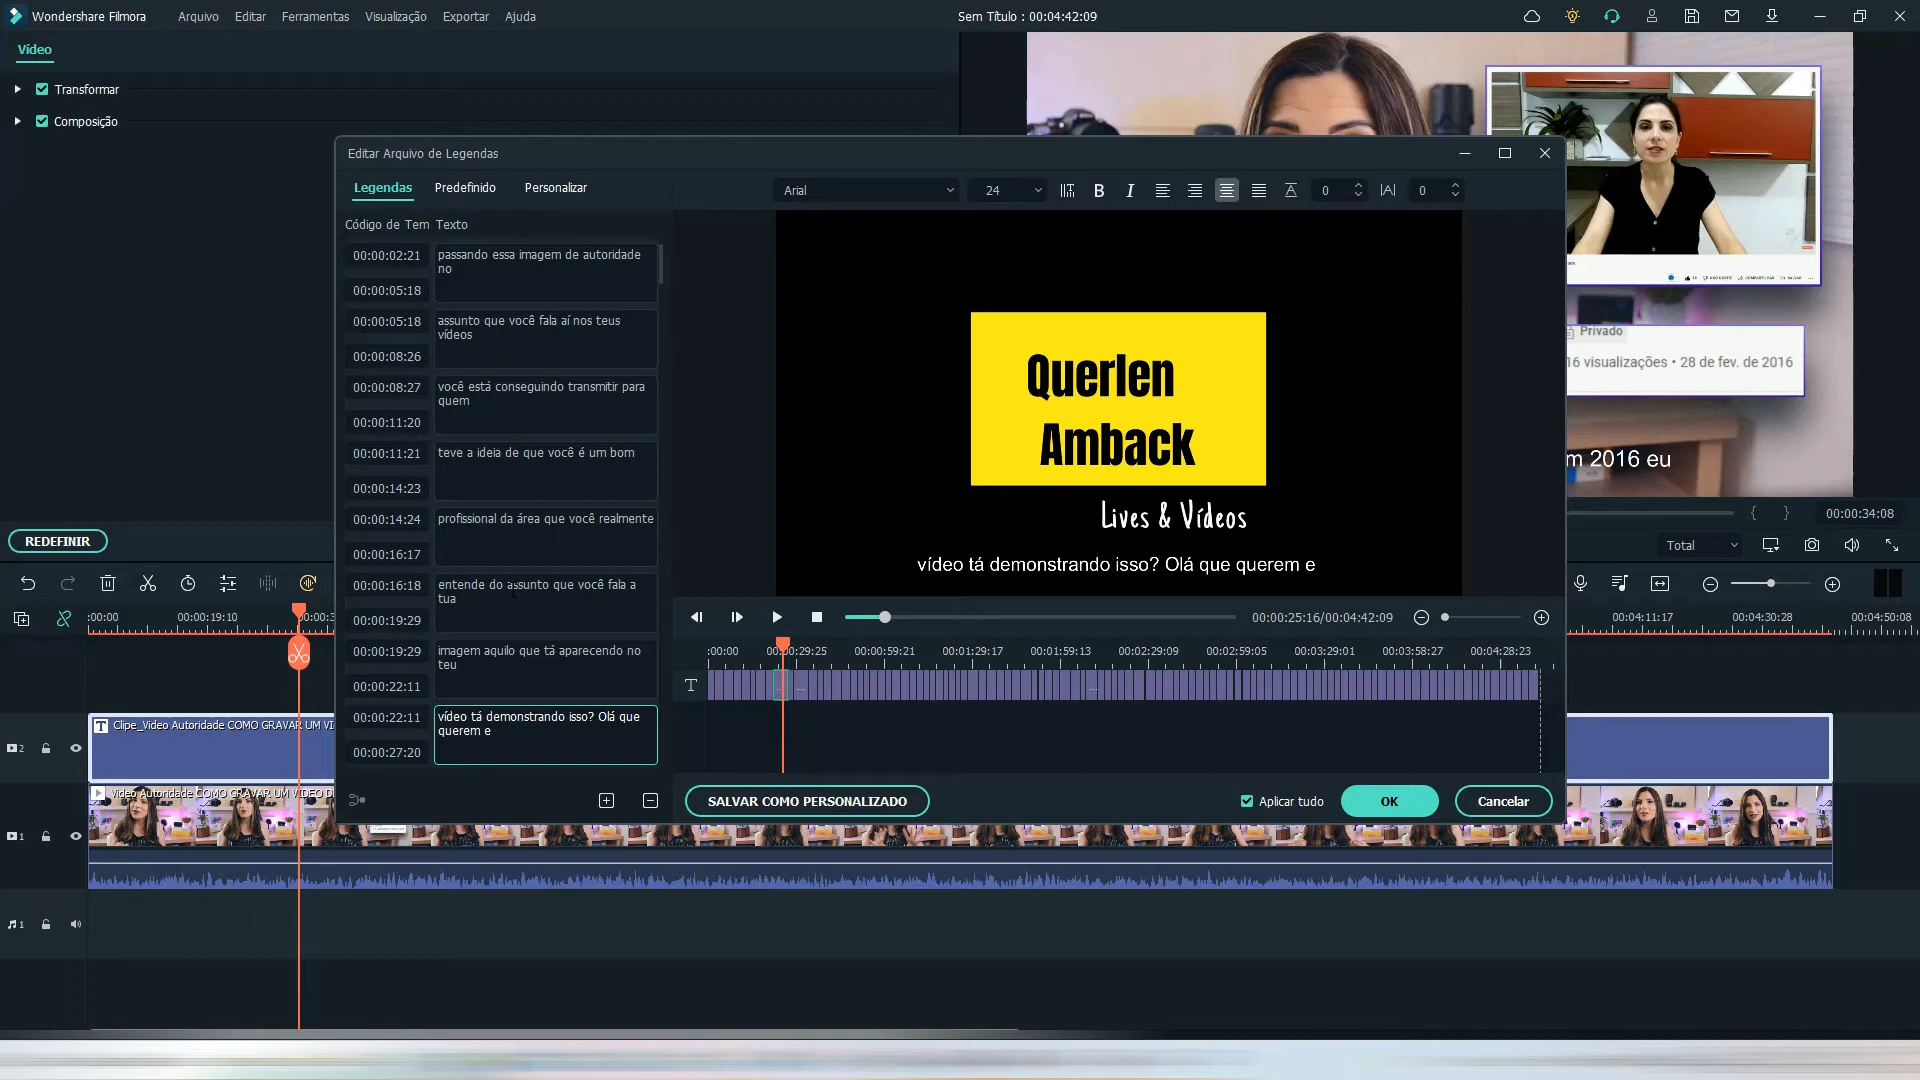 Wondershare Filmora
Arquivo
Editar
Ferramentas
Visualização
Exportar
Ajuda
Sem Título : 00:04:42:09
Vídeo
Transformar
Composição
REDEFINIR
Editar Arquivo de Legendas
Legendas
Predefinido
Personalizar
Código de Tem
Texto
00:00:02:21
00:00:05:18
passando essa imagem de autoridade
no
00:00:05:18
00:00:08:26
assunto que você fala aí nos teus
vídeos
00:00:08:27
00:00:11:20
você está conseguindo transmitir para
quem
00:00:11:21
00:00:14:23
teve a ideia de que você é um bom
00:00:14:24
00:00:16:17
profissional da área que você realmente
00:00:16:18
00:00:19:29
entende do assunto que você fala a
tua
00:00:19:29
00:00:22:11
imagem aquilo que tá aparecendo no
teu
00:00:22:11
00:00:27:20
vídeo tá demonstrando isso? Olá que
querem e
Arial
24
B
I
0
0
Querlen
Amback
Lives & Vídeos
vídeo tá demonstrando isso? Olá que querem e
00:00:25:16/00:04:42:09
:00:00
00:00:29:25
00:00:59:21
00:01:29:17
00:01:59:13
00:02:29:09
00:02:59:05
00:03:29:01
00:03:58:27
00:04:28:23
T
SALVAR COMO PERSONALIZADO
Aplicar tudo
OK
Cancelar
Privado
16 visualizações • 28 de fev. de 2016
m 2016 eu
{ }
00:00:34:08
Total
:00:00
00:00:19:10
00:00:3
00:04:11:17
00:04:30:28
00:04:50:08
2
T Clipe_Video Autoridade COMO GRAVAR UM VI
1
Video Autoridade COMO GRAVAR UM VIDEO D
1